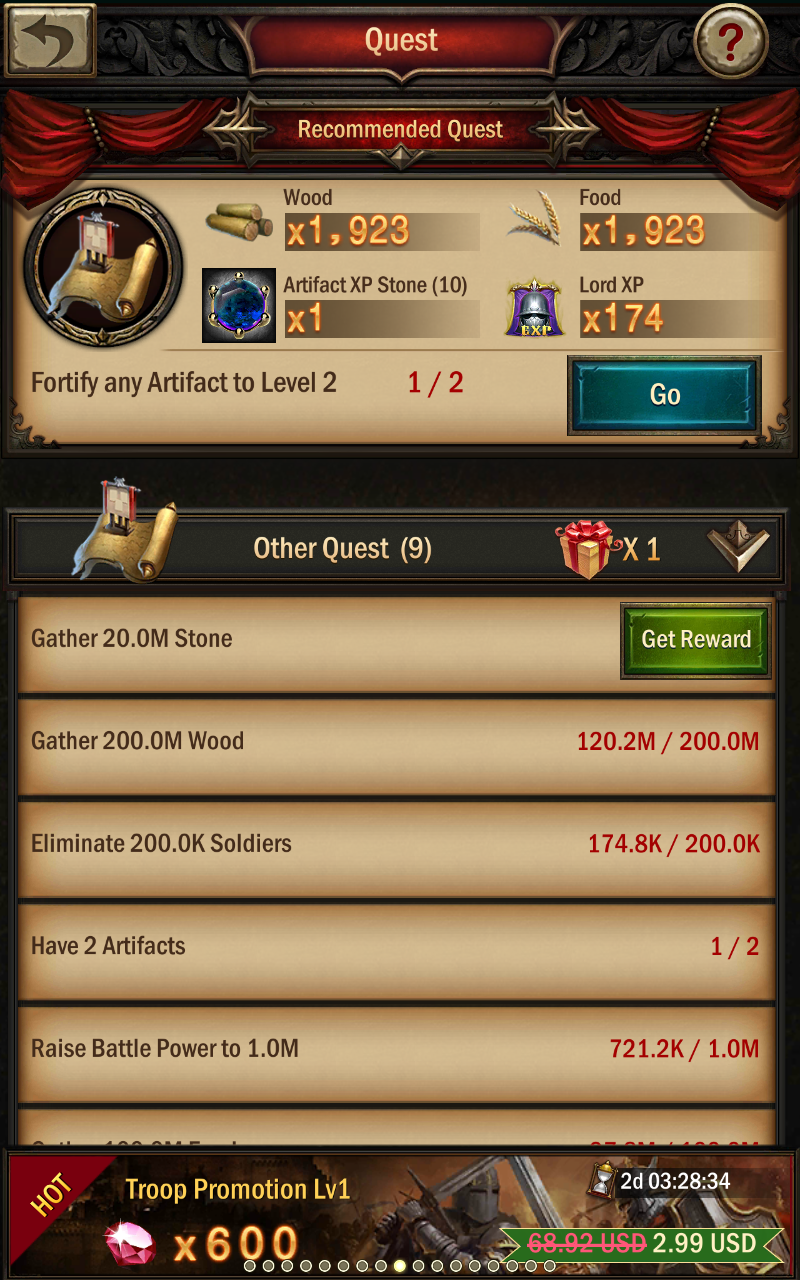 Quest
?
Recommended Quest
Wood
x1,923
Food
x1,923
Artifact XP Stone (10)
x1
Lord XP
x174
EXP
Fortify any Artifact to Level 2
1 / 2
Go
Other Quest (9)
X 1
Gather 20.0M Stone
Get Reward
Gather 200.0M Wood
120.2M / 200.0M
Eliminate 200.0K Soldiers
174.8K / 200.0K
Have 2 Artifacts
1 / 2
Raise Battle Power to 1.0M
721.2K / 1.0M
HOT
Troop Promotion Lv1
2d 03:28:34
x600
68.92 USD 2.99 USD